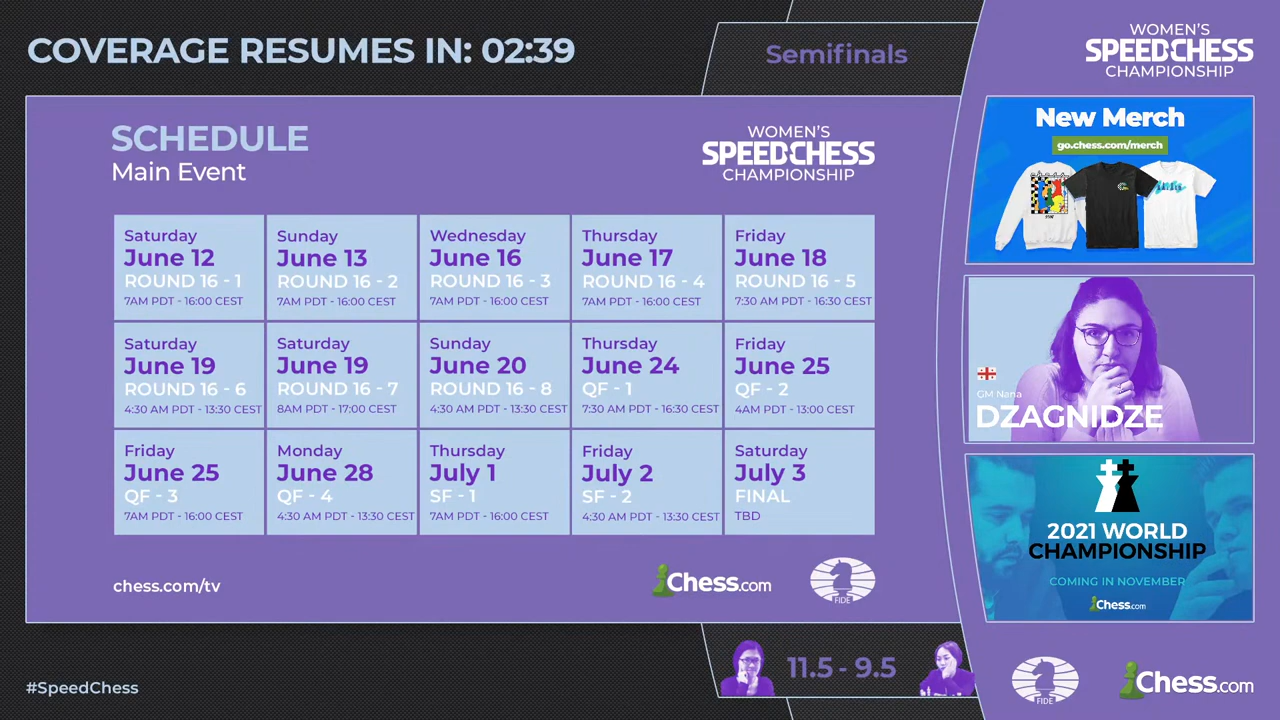 COVERAGE RESUMES IN: 02:39
Semifinals
WOMEN'S
SPEEDCHESS
CHAMPIONSHIP
SCHEDULE
Main Event
WOMEN'S
SPEEDCHESS
CHAMPIONSHIP
Saturday
June 12
ROUND 16 - 1
7AM PDT - 16:00 CEST
Sunday
June 13
ROUND 16 - 2
7AM PDT - 16:00 CEST
Wednesday
June 16
ROUND 16 - 3
7AM PDT - 16:00 CEST
Thursday
June 17
ROUND 16 - 4
7AM PDT - 16:00 CEST
Friday
June 18
ROUND 16 - 5
7:30 AM PDT - 16:30 CEST
Saturday
June 19
ROUND 16 - 6
4:30 AM PDT - 13:30 CEST
Saturday
June 19
ROUND 16 - 7
8AM PDT - 17:00 CEST
Sunday
June 20
ROUND 16 - 8
4:30 AM PDT - 13:30 CEST
Thursday
June 24
QF - 1
7:30 AM PDT - 16:30 CEST
Friday
June 25
QF - 2
4AM PDT - 13:00 CEST
Friday
June 25
QF - 3
7AM PDT - 16:00 CEST
Monday
June 28
QF - 4
4:30 AM PDT - 13:30 CEST
Thursday
July 1
SF - 1
7AM PDT - 16:00 CEST
Friday
July 2
SF - 2
4:30 AM PDT - 13:30 CEST
Saturday
July 3
FINAL
TBD
chess.com/tv
Chess.com
FIDE
New Merch
go.chess.com/merch
GM Nana
DZAGNIDZE
2021 WORLD
CHAMPIONSHIP
COMING IN NOVEMBER
Chess.com
#SpeedChess
11.5 - 9.5
FIDE
Chess.com